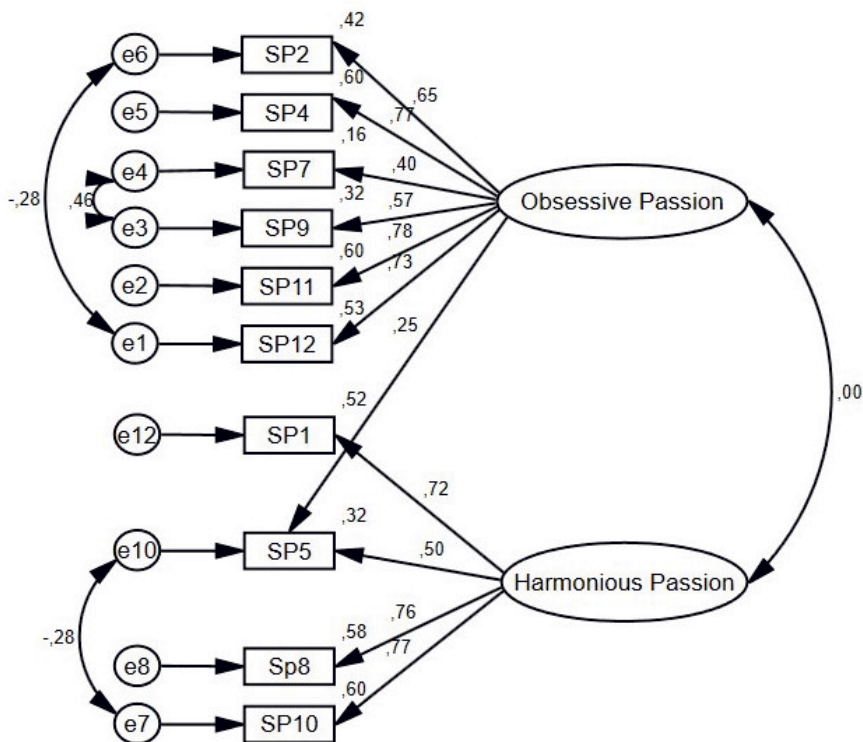 ,42
e6
SP2
,60
,65
e5
SP4
,77
,16
e4
SP7
,40
-,28
,46
,32
,57
e3
SP9
Obsessive Passion
,78
,60
,73
e2
SP11
,53
,25
e1
SP12
,52
,00
e12
SP1
,72
,32
,50
e10
SP5
Harmonious Passion
,76
-,28
,58
,77
e8
Sp8
,60
e7
SP10